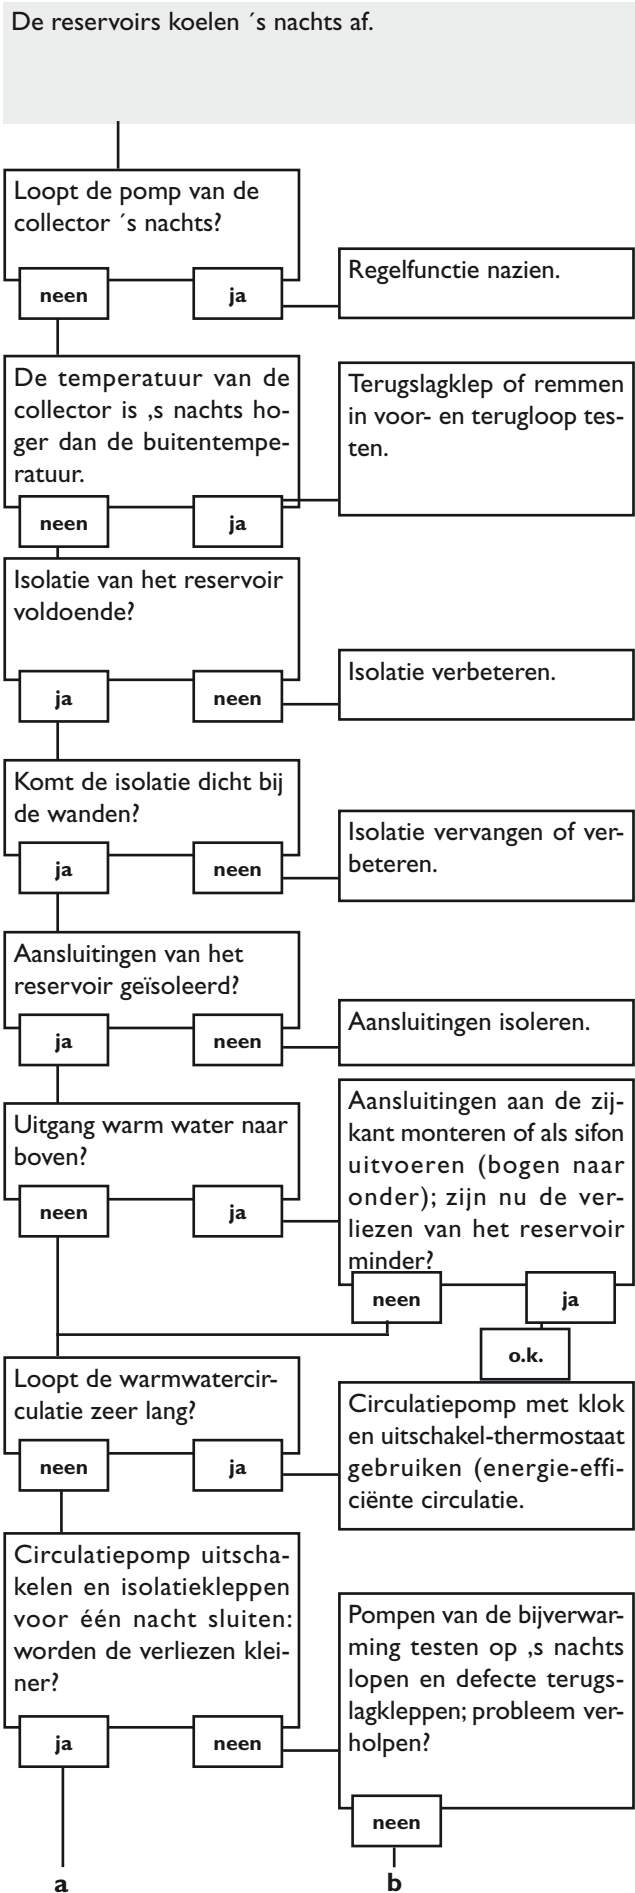 De reservoirs koelen ´s nachts af.
Loopt de pomp van de
collector ´s nachts?
neen
ja
Regelfunctie nazien.
De temperatuur van de
collector is ‚s nachts ho-
ger dan de buitentempe-
ratuur.
neen
ja
Terugslagklep of remmen
in voor- en terugloop tes-
ten.
Isolatie van het reservoir
voldoende?
ja
neen
Isolatie verbeteren.
Komt de isolatie dicht bij
de wanden?
ja
neen
Isolatie vervangen of ver-
beteren.
Aansluitingen van het
reservoir geïsoleerd?
ja
neen
Aansluitingen isoleren.
Uitgang warm water naar
boven?
neen
ja
Aansluitingen aan de zij-
kant monteren of als sifon
uitvoeren (bogen naar
onder); zijn nu de ver-
liezen van het reservoir
minder?
neen
ja
o.k.
Loopt de warmwatercir-
culatie zeer lang?
neen
ja
Circulatiepomp met klok
en uitschakel-thermostaat
gebruiken (energie-effi-
ciënte circulatie.
Circulatiepomp uitscha-
kelen en isolatiekleppen
voor één nacht sluiten:
worden de verliezen klei-
ner?
ja
neen
Pompen van de bijverwar-
ming testen op ‚s nachts
lopen en defecte terugs-
lagkleppen; probleem ver-
holpen?
neen
a
b